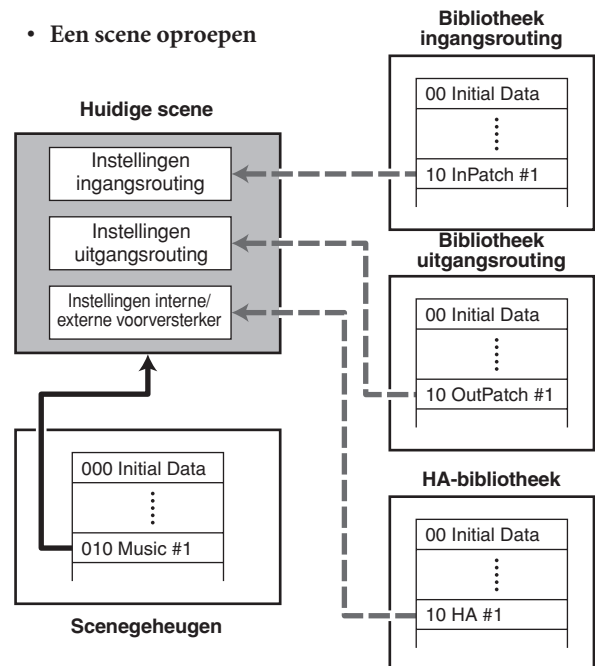 • Een scene oproepen
Huidige scene
Instellingen
ingangsrouting
Instellingen
uitgangsrouting
Instellingen interne/
externe voorversterker
000 Initial Data
010 Music #1
Scenegeheugen
Bibliotheek
ingangsrouting
00 Initial Data
10 InPatch #1
Bibliotheek
uitgangsrouting
00 Initial Data
10 OutPatch #1
HA-bibliotheek
00 Initial Data
10 HA #1